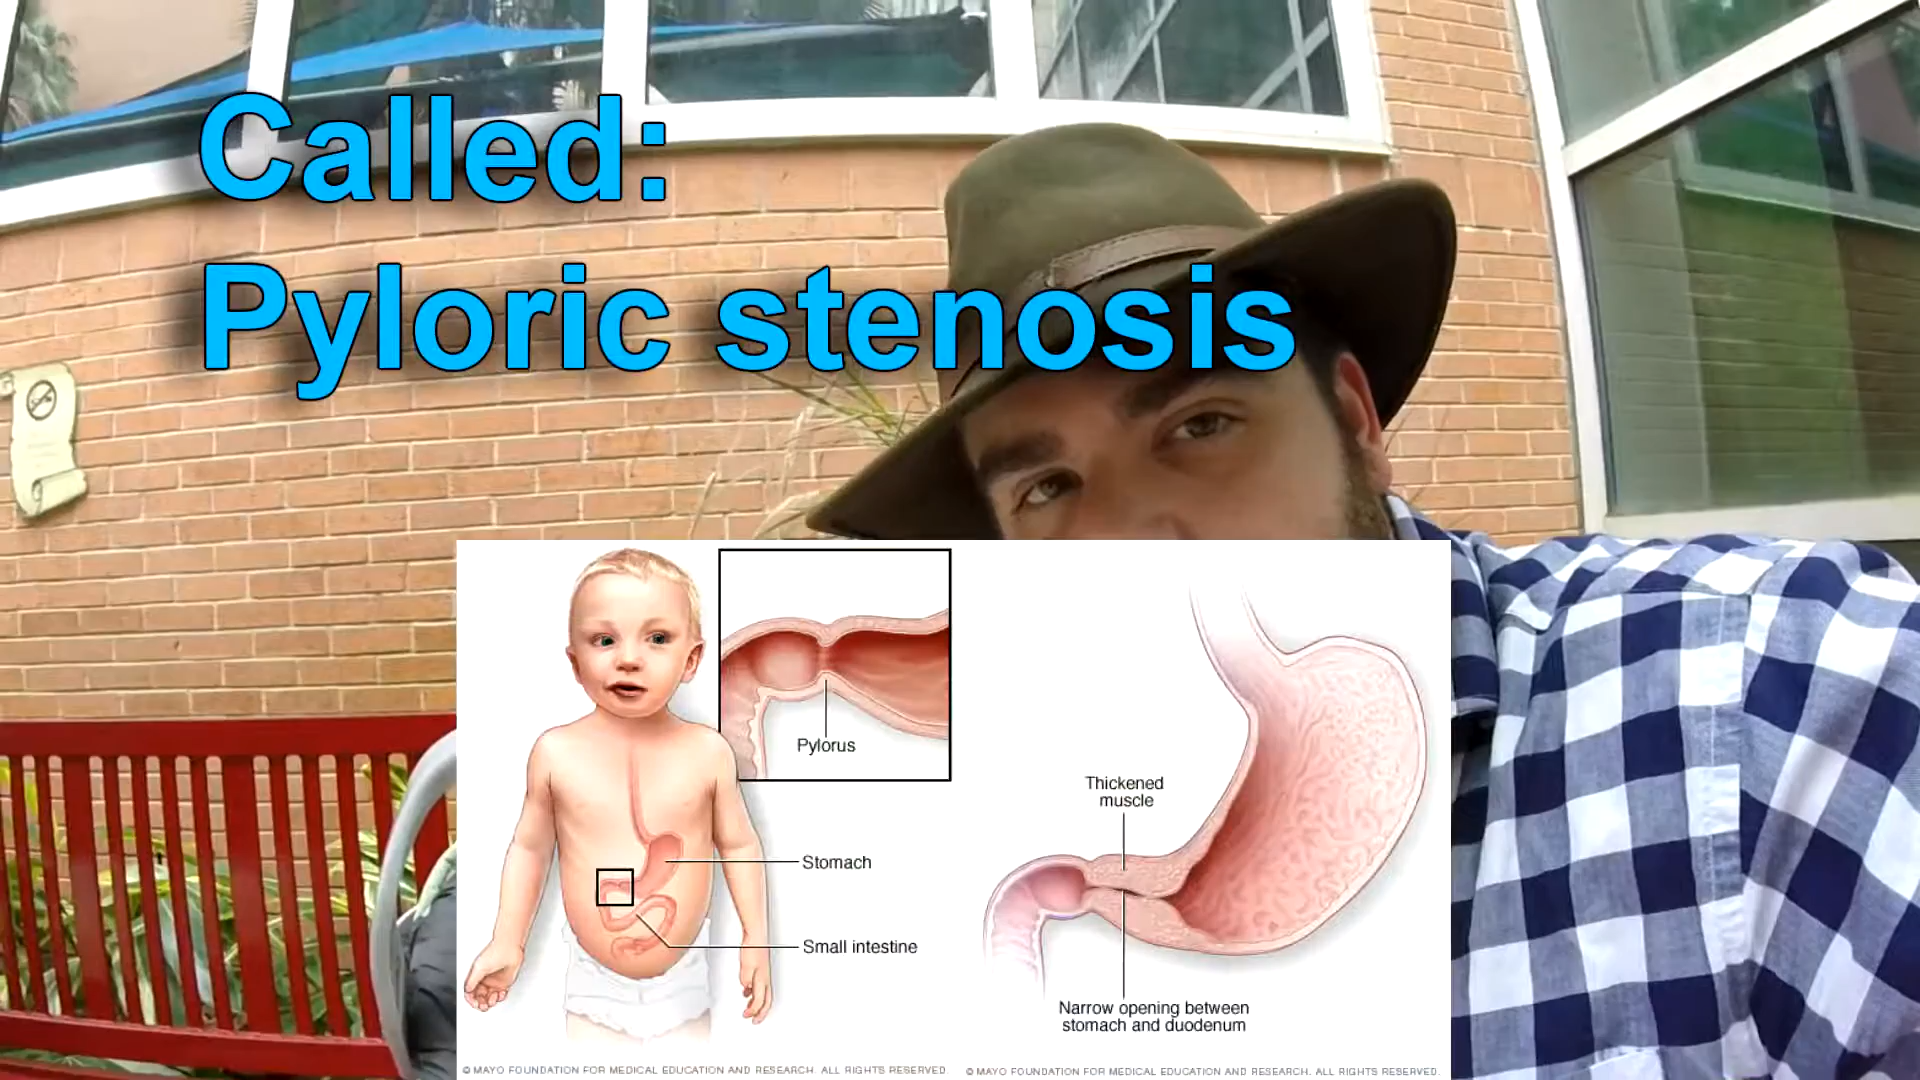 Called:
Pyloric stenosis
Pylorus
Stomach
Small intestine
Thickened
muscle
Narrow opening between
stomach and duodenum
© MAYO FOUNDATION FOR MEDICAL EDUCATION AND RESEARCH. ALL RIGHTS RESERVED.
© MAYO FOUNDATION FOR MEDICAL EDUCATION AND RESEARCH. ALL RIGHTS RESERVED.